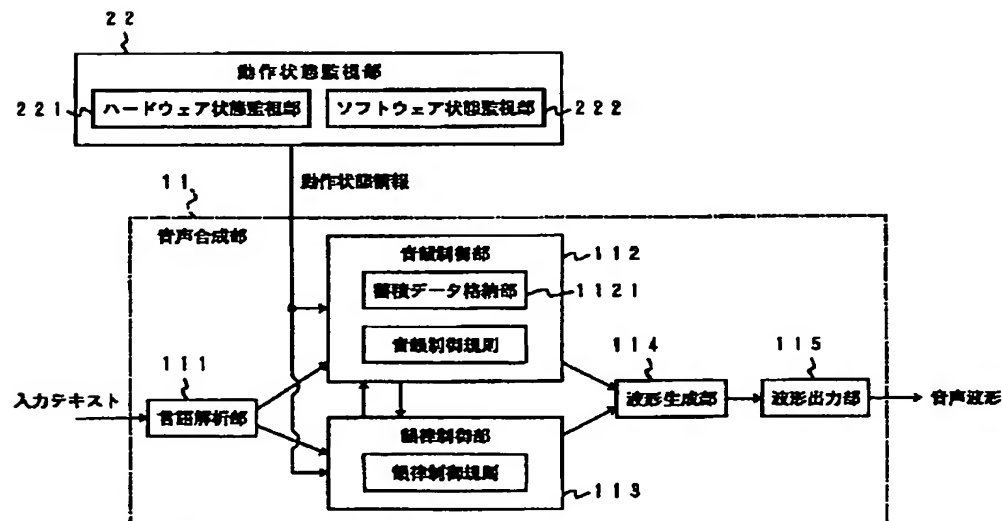 22
動作状態監視部
221
ハードウェア状態監視部
ソフトウェア状態監視部
222
動作状態情報
11
音声合成部
音韻制御部
112
蓄積データ格納部
1121
音韻制御規則
入力テキスト
111
言語解析部
韻律制御部
韻律制御規則
113
114
波形生成部
115
波形出力部
音声波形